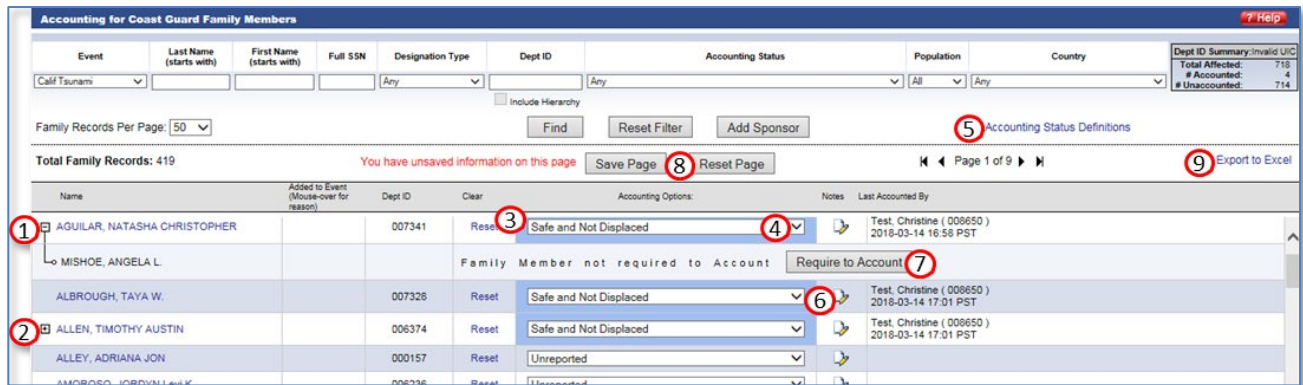 Accounting for Coast Guard Family Members
? Help
Event Last Name (starts with) First Name (starts with) Full SSN Designation Type Dept ID Accounting Status Population Country
Dept ID Summary:Invalid UIC
Total Affected: 718
# Accounted: 4
# Unaccounted: 714
Calif Tsunami Any Any All Any
Include Hierarchy
Family Records Per Page: 50 Find Reset Filter Add Sponsor 5 Accounting Status Definitions
Total Family Records: 419 You have unsaved information on this page Save Page 8 Reset Page Page 1 of 9 9 Export to Excel
Name Added to Event (Mouse-over for reason) Dept ID Clear Accounting Options: Notes Last Accounted By
1 AGUILAR, NATASHA CHRISTOPHER 007341 Reset 3 Safe and Not Displaced 4 Test, Christine ( 008650 )
2018-03-14 16:58 PST
MISHOE, ANGELA L. Family Member not required to Account Require to Account 7
ALBROUGH, TAYA W. 007328 Reset Safe and Not Displaced 6 Test, Christine ( 008650 )
2018-03-14 17:01 PST
2 ALLEN, TIMOTHY AUSTIN 006374 Reset Safe and Not Displaced Test, Christine ( 008650 )
2018-03-14 17:01 PST
ALLEY, ADRIANA JON 000157 Reset Unreported